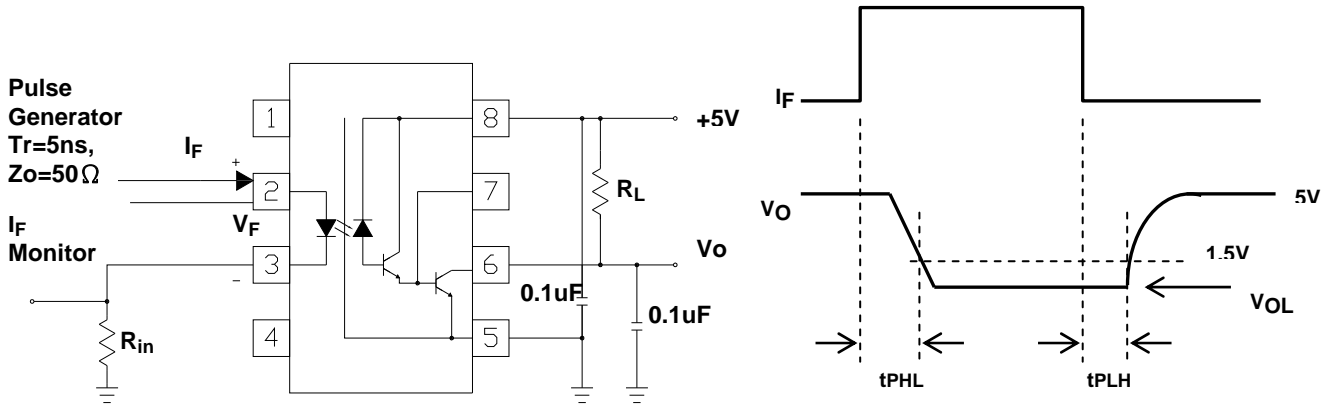 Pulse
Generator
Tr=5ns,
Zo=50Ω
IF
IF
Monitor
Rin
VF
+
−
1
2
3
4
8
7
6
5
+5V
RL
Vo
0.1uF
0.1uF
IF
VO
5V
1.5V
VOL
tPHL
tPLH